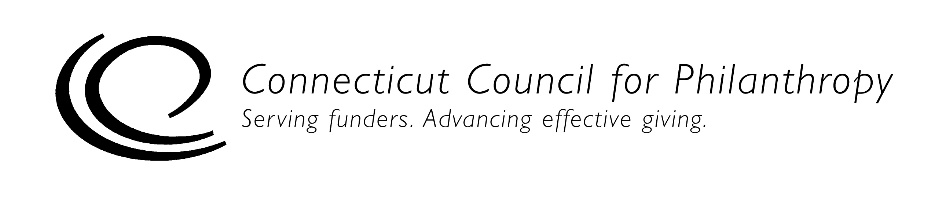 Connecticut Council for Philanthropy
Serving funders. Advancing effective giving.